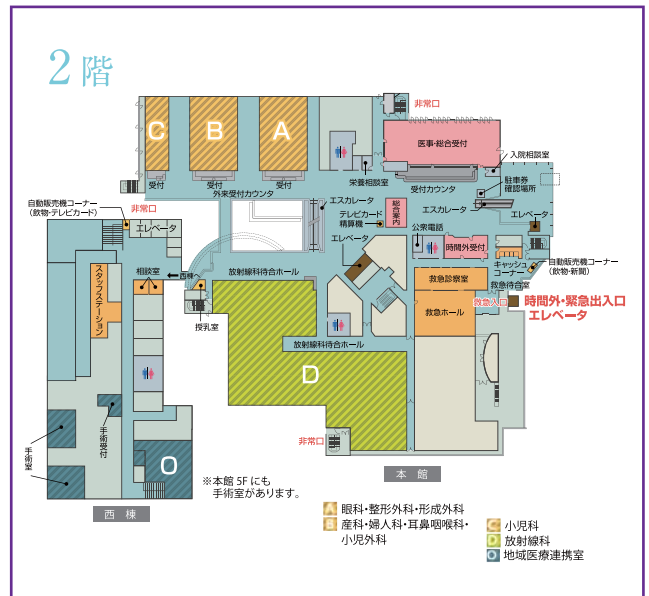 2階
非常口
C
B
A
医事・総合受付
入院相談室
栄養相談室
受付
受付
受付
外来受付カウンタ
受付カウンタ
駐車券
確認場所
自動販売機コーナー
(飲物・テレビカード)
非常口
エスカレータ
エスカレータ
テレビカード
精算機
総合案内
エレベータ
エレベータ
公衆電話
エレベータ
時間外受付
キャッシュ
コーナー
自動販売機コーナー
(飲物・新聞)
相談室
西棟へ
放射線科待合ホール
救急診察室
救急待合室
スタッフステーション
授乳室
救急入口
時間外・緊急出入口
エレベータ
救急ホール
放射線科待合ホール
D
手術受付
非常口
手術室
O
※本館5Fにも
手術室があります。
本館
西棟
A 眼科・整形外科・形成外科
B 産科・婦人科・耳鼻咽喉科・
小児外科
C 小児科
D 放射線科
O 地域医療連携室